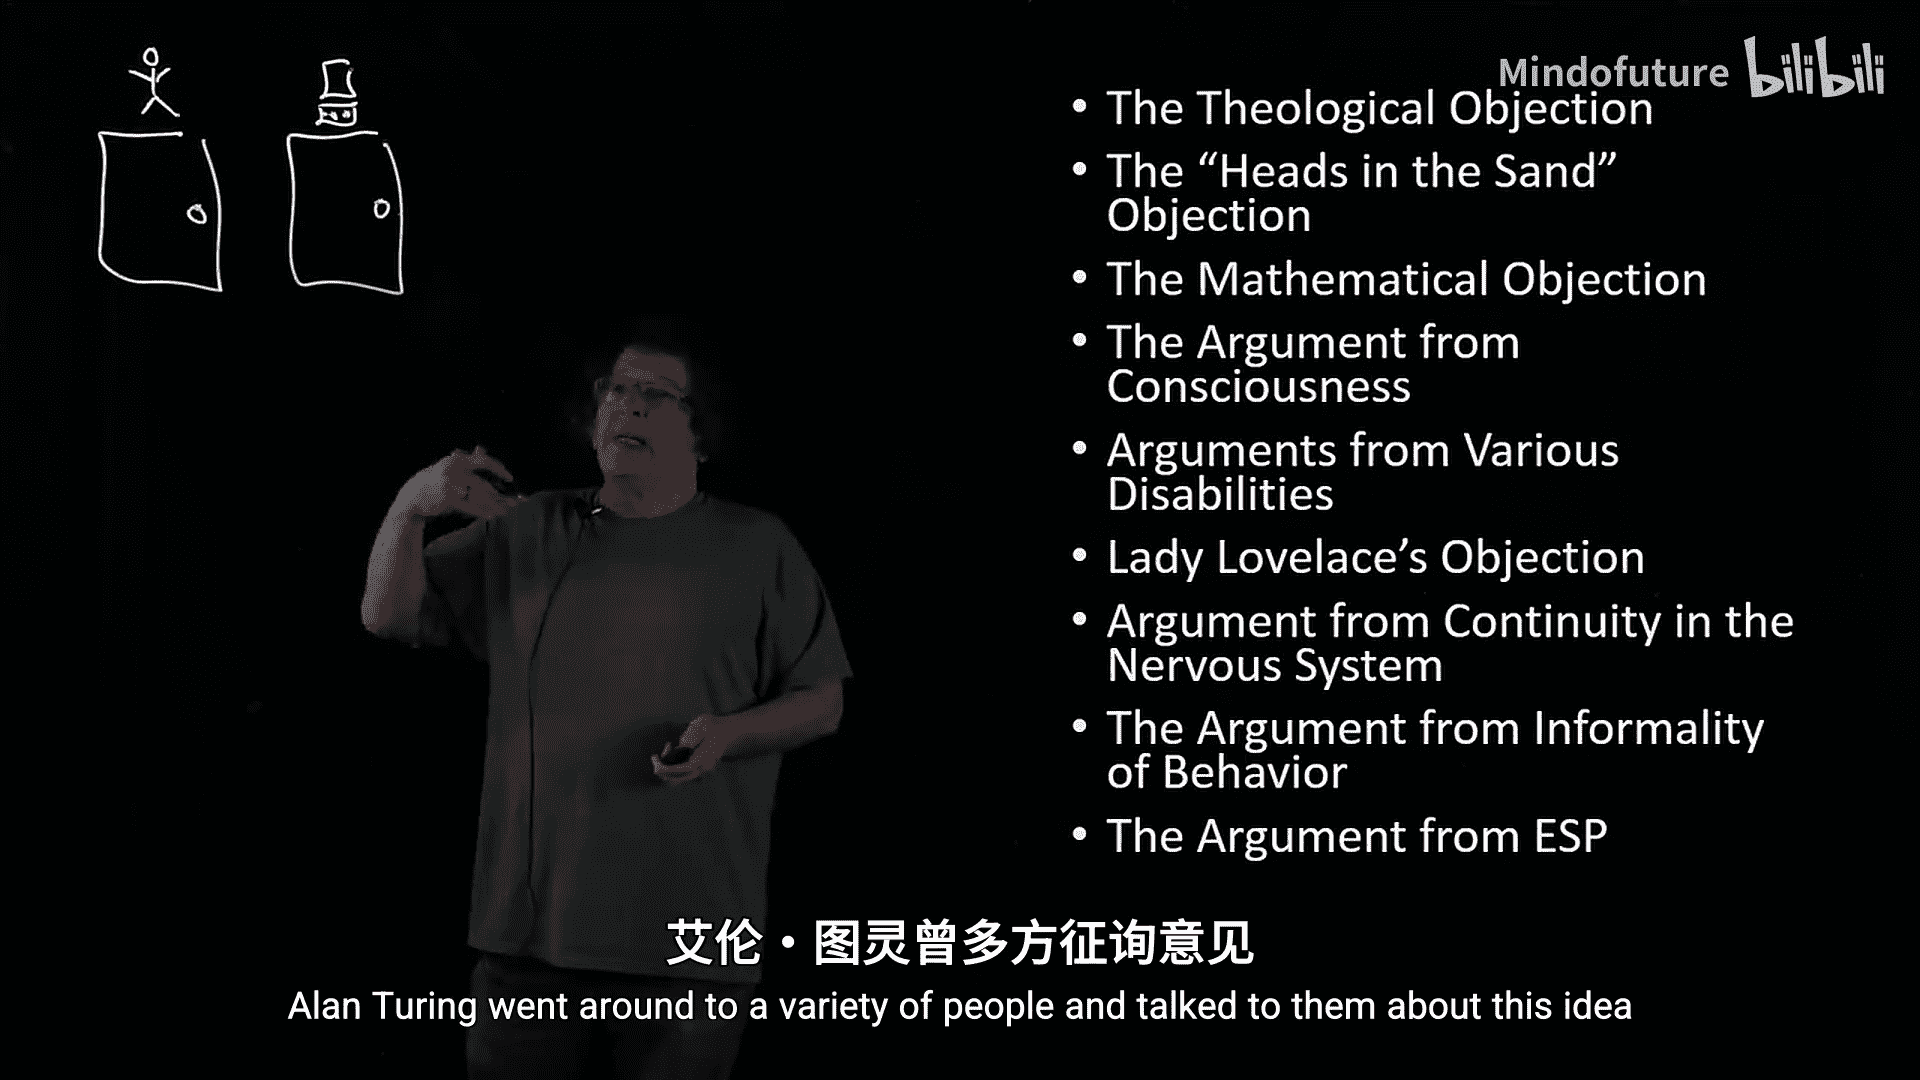 Mindofuture bilibili
• The Theological Objection
• The “Heads in the Sand”
Objection
• The Mathematical Objection
• The Argument from
Consciousness
• Arguments from Various
Disabilities
• Lady Lovelace’s Objection
• Argument from Continuity in the
Nervous System
• The Argument from Informality
of Behavior
• The Argument from ESP
艾伦·图灵曾多方征询意见
Alan Turing went around to a variety of people and talked to them about this idea